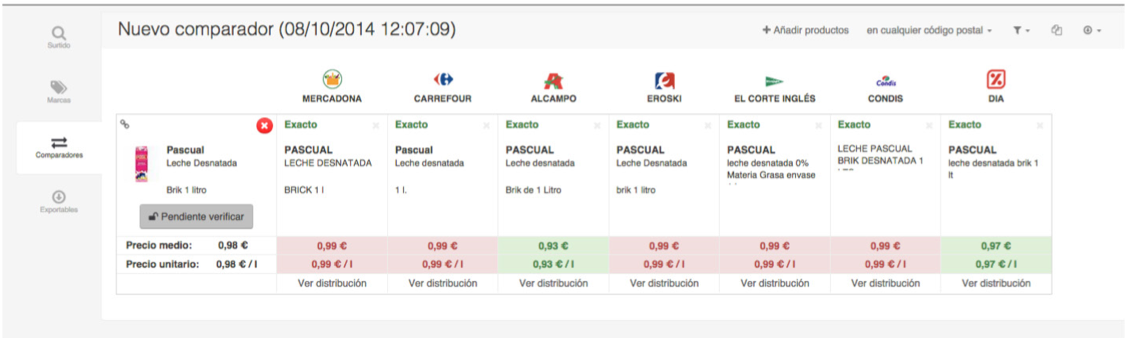 Nuevo comparador (08/10/2014 12:07:09)
+ Añadir productos en cualquier código postal
Surtido
Marcas
Comparadores
Exportables
MERCADONA CARREFOUR ALCAMPO EROSKI EL CORTE INGLÉS CONDIS DIA
Exacto Exacto Exacto Exacto Exacto Exacto Exacto
Pascual
Leche Desnatada
Brik 1 litro
Pendiente verificar
PASCUAL
LECHE DESNATADA
BRICK 1 l
Pascual
Leche desnatada
1 l.
PASCUAL
Leche desnatada
Brik de 1 Litro
PASCUAL
Leche Desnatada
brik 1 litro
PASCUAL
leche desnatada 0%
Materia Grasa envase
LECHE PASCUAL
BRIK DESNATADA 1
PASCUAL
leche desnatada brik 1
lt
Precio medio: 0,98 € 0,99 € 0,99 € 0,93 € 0,99 € 0,99 € 0,99 € 0,97 €
Precio unitario: 0,98 € / l 0,99 € / l 0,99 € / l 0,93 € / l 0,99 € / l 0,99 € / l 0,99 € / l 0,97 € / l
Ver distribución Ver distribución Ver distribución Ver distribución Ver distribución Ver distribución Ver distribución